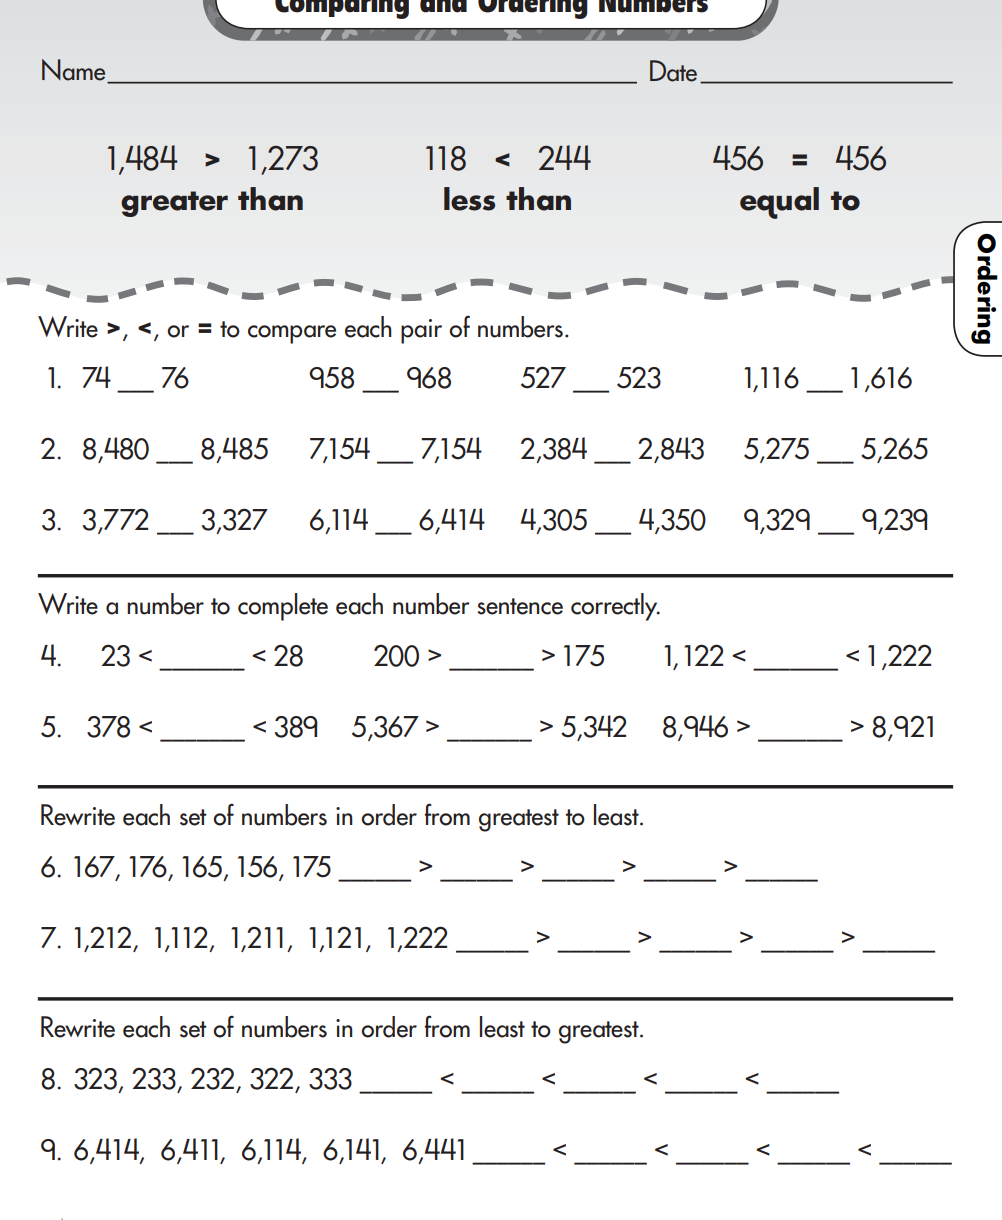 Comparing and Ordering Numbers
Name______ Date______
1,484 > 1,273 118 < 244 456 = 456
greater than less than equal to
Ordering
Write >, <, or = to compare each pair of numbers.
1. 74 ___ 76 958 ___ 968 527 ___ 523 1,116 ___ 1,616
2. 8,480 ___ 8,485 7,154 ___ 7,154 2,384 ___ 2,843 5,275 ___ 5,265
3. 3,772 ___ 3,327 6,114 ___ 6,414 4,305 ___ 4,350 9,329 ___ 9,239
Write a number to complete each number sentence correctly.
4. 23 < ______ < 28 200 > ______ > 175 1,122 < ______ < 1,222
5. 378 < ______ < 389 5,367 > ______ > 5,342 8,946 > ______ > 8,921
Rewrite each set of numbers in order from greatest to least.
6. 167, 176, 165, 156, 175 _____ > _____ > _____ > _____ > _____
7. 1,212, 1,112, 1,211, 1,121, 1,222 _____ > _____ > _____ > _____ > _____
Rewrite each set of numbers in order from least to greatest.
8. 323, 233, 232, 322, 333 _____ < _____ < _____ < _____ < _____
9. 6,414, 6,411, 6,114, 6,141, 6,441 _____ < _____ < _____ < _____ < _____